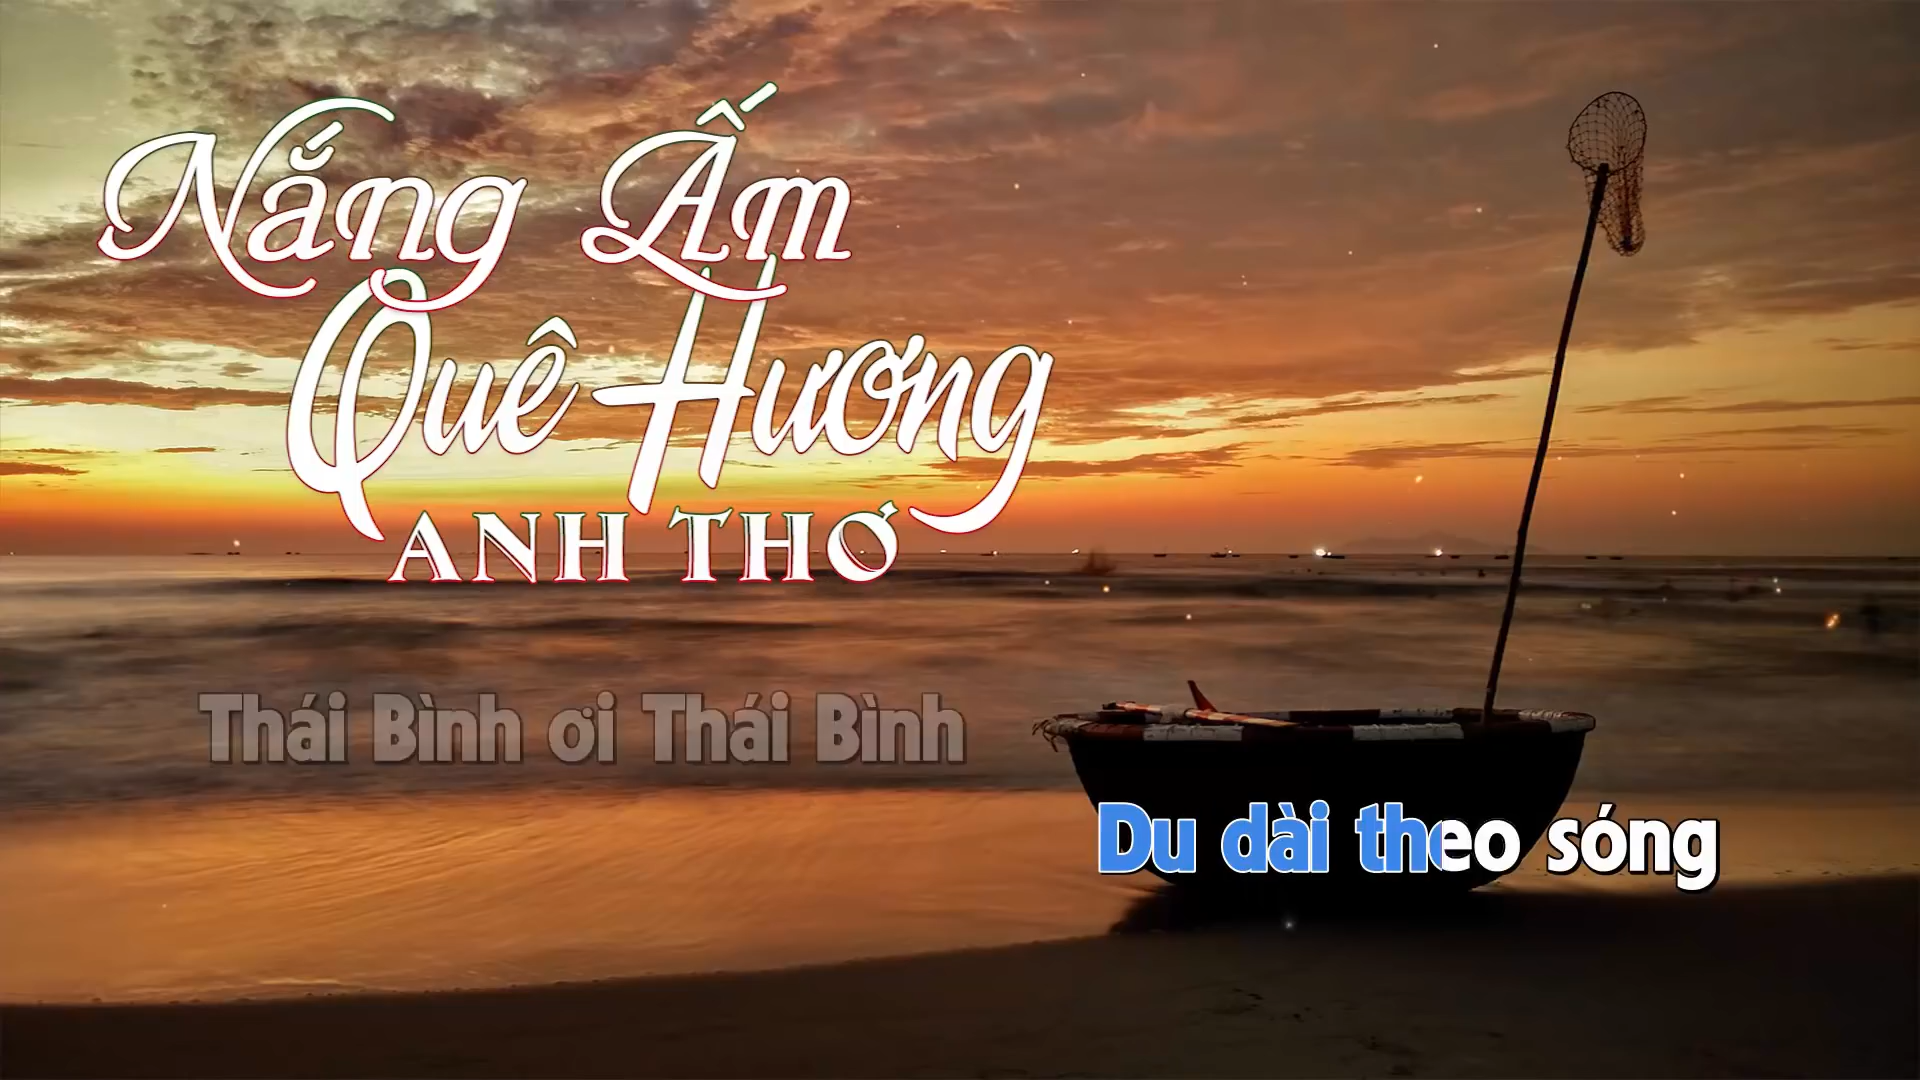 Nắng Ấm
Quê Hương
ANH THƠ
Thái Bình ơi Thái Bình
Du dài theo sóng